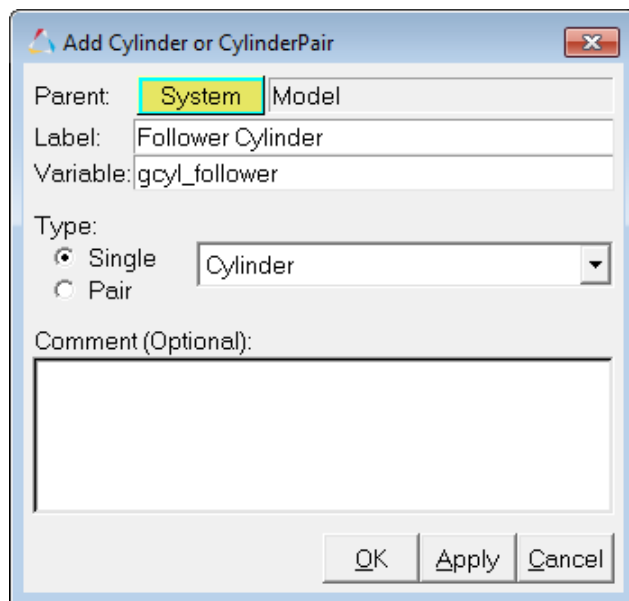 Add Cylinder or CylinderPair
Parent: System Model
Label: Follower Cylinder
Variable: gcyl_follower
Type:
Single Cylinder
Pair
Comment (Optional):
OK Apply Cancel